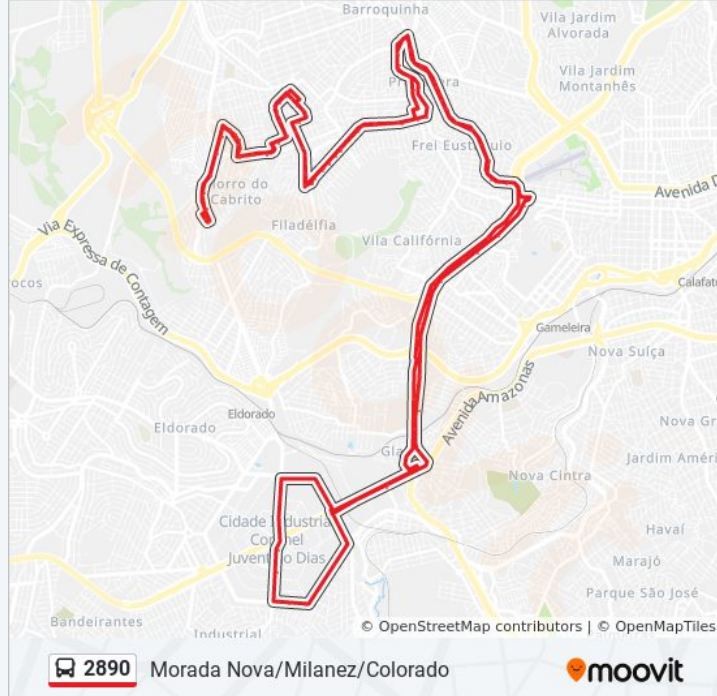 Barroquinha
Vila Jardim
Alvorada
Vila Jardim
Montanhês
Frei Eustáquio
Avenida D
Morro do
Cabrito
Filadélfia
Vila Califórnia
Via Expressa de Contagem
ocos
Calafate
Gameleira
Nova Suíça
Avenida Amazonas
Eldorado
Eldorado
Nova Gr
Jardim Améri
Nova Cintra
Cidade Industrial
Coronel
Juventino Dias
Havaí
Marajó
Parque São José
Bandeirantes
Industrial
© OpenStreetMap contributors | © OpenMapTiles
2890 Morada Nova/Milanez/Colorado
moovit